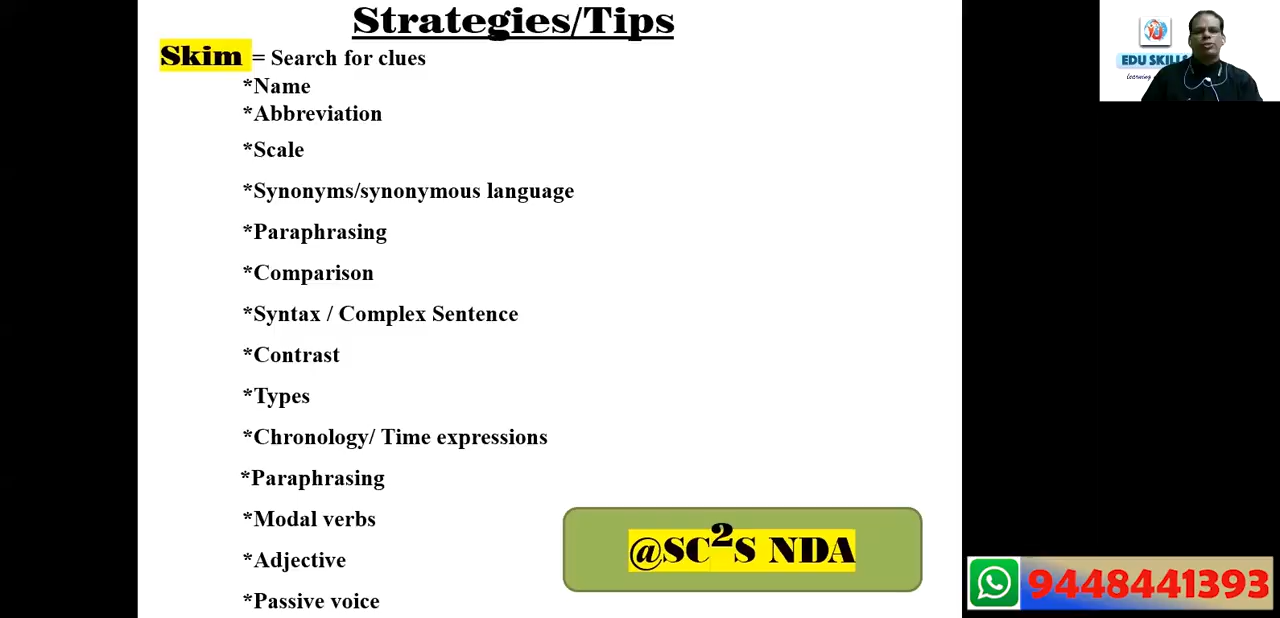 Strategies/Tips
Skim = Search for clues
*Name
*Abbreviation
*Scale
*Synonyms/synonymous language
*Paraphrasing
*Comparison
*Syntax / Complex Sentence
*Contrast
*Types
*Chronology/ Time expressions
*Paraphrasing
*Modal verbs
*Adjective
*Passive voice
@SC²S NDA
EDU SKILLS
learning
9448441393